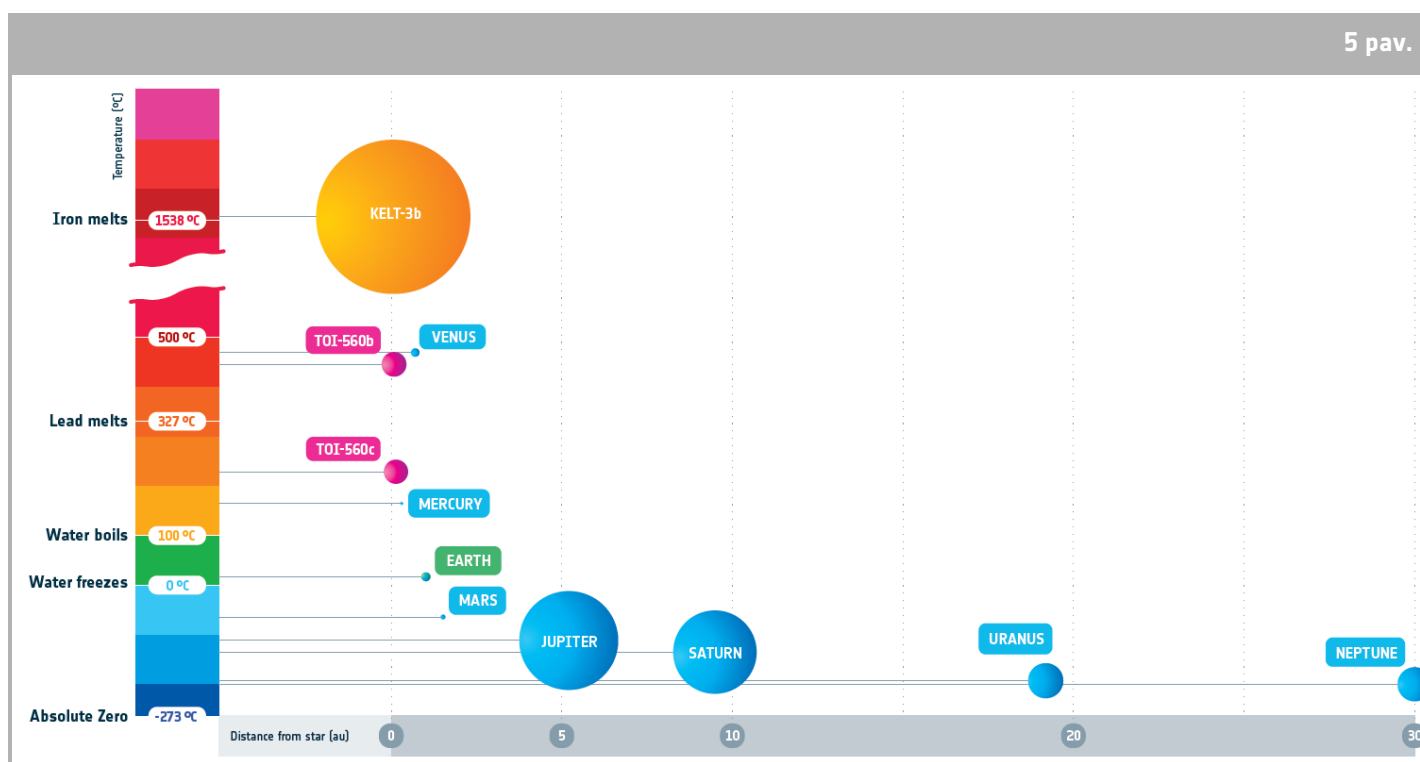 5 pav.
Temperature (ºC)
KELT-3b
Iron melts
1538 ºC
500 ºC
TOI-560b
VENUS
Lead melts
327 ºC
TOI-560c
MERCURY
Water boils
100 ºC
EARTH
Water freezes
0 ºC
MARS
JUPITER
SATURN
URANUS
NEPTUNE
Absolute Zero
-273 ºC
Distance from star (au)
0
5
10
20
30